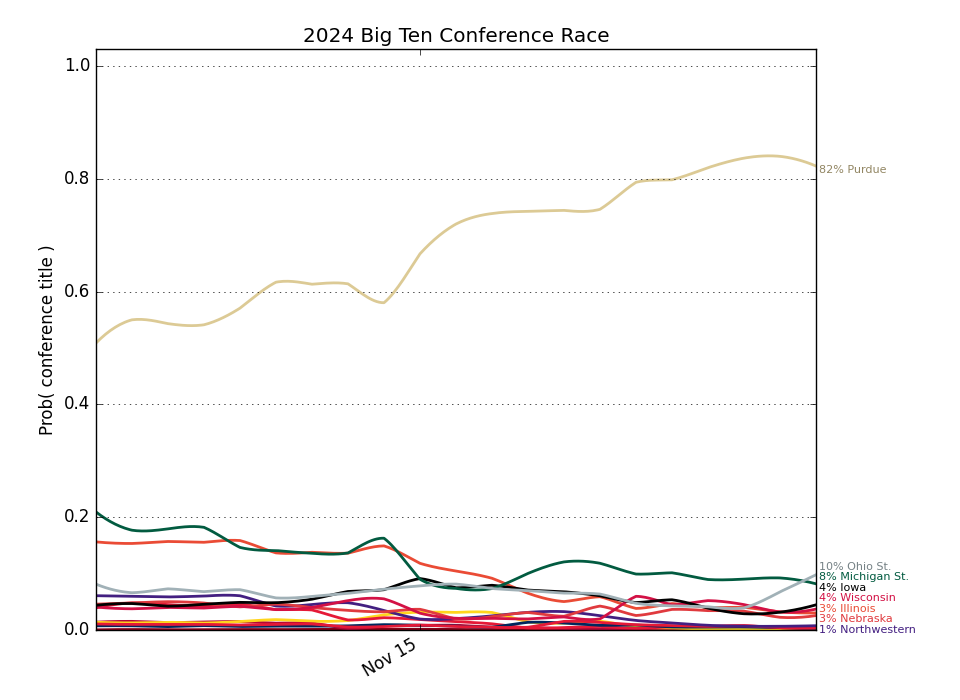 2024 Big Ten Conference Race
Prob( conference title )
1.0
0.8
0.6
0.4
0.2
0.0
Nov 15
82% Purdue
10% Ohio St.
8% Michigan St.
4% Iowa
4% Wisconsin
3% Illinois
3% Nebraska
1% Northwestern